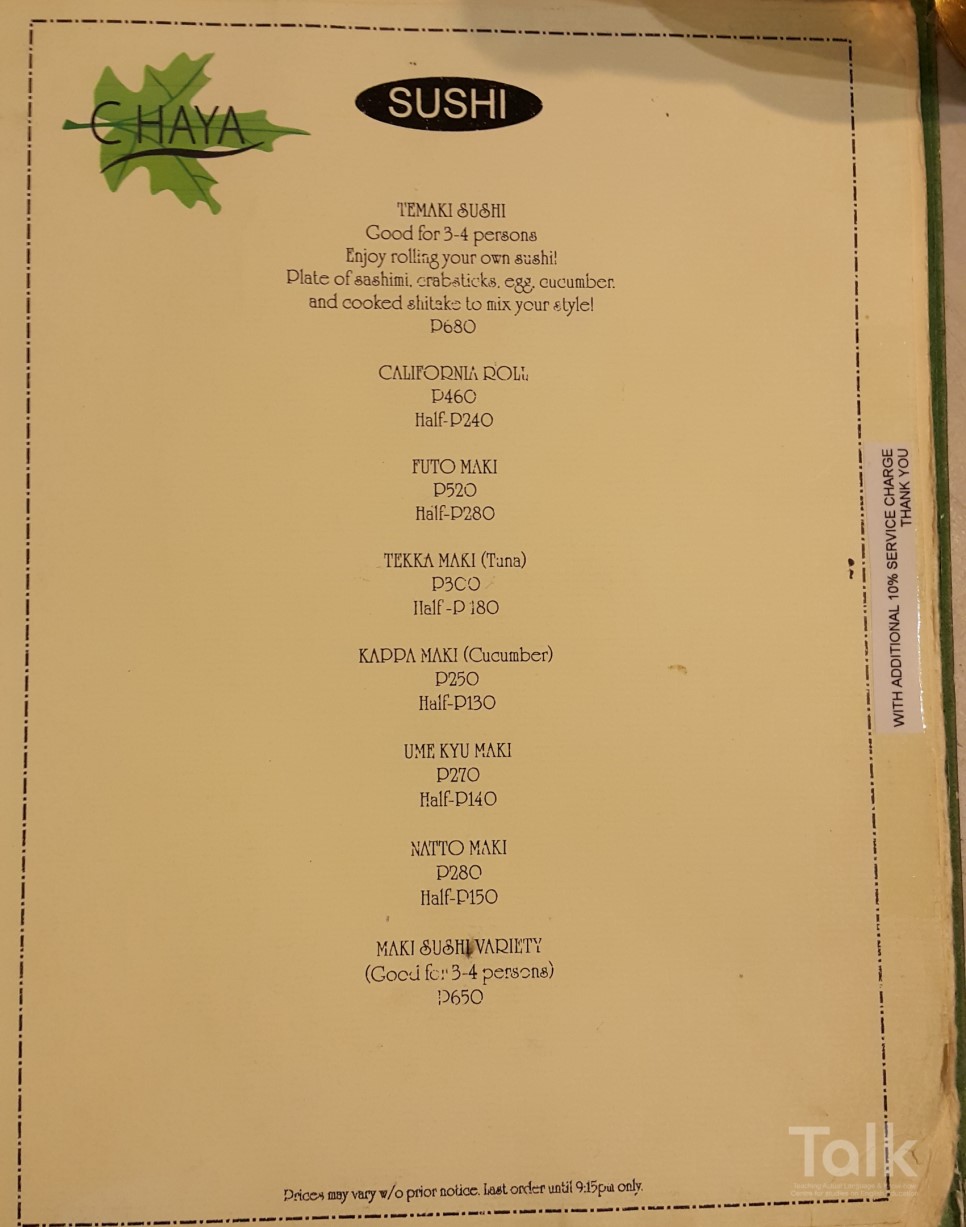 CHAYA
SUSHI
TEMAKI SUSHI
Good for 3-4 persons
Enjoy rolling your own sushi!
Plate of sashimi, crabsticks, egg, cucumber,
and cooked shitake to mix your style!
P680
CALIFORNIA ROLL
P460
Half-P240
FUTO MAKI
P520
Half-P280
TEKKA MAKI (Tuna)
P300
Half-P180
KAPPA MAKI (Cucumber)
P250
Half-P130
UME KYU MAKI
P270
Half-P140
NATTO MAKI
P280
Half-P150
MAKI SUSHI VARIETY
(Good for 3-4 persons)
P650
Prices may vary w/o prior notice. Last order until 9:15pm only.
WITH ADDITIONAL 10% SERVICE CHARGE
THANK YOU
Talk